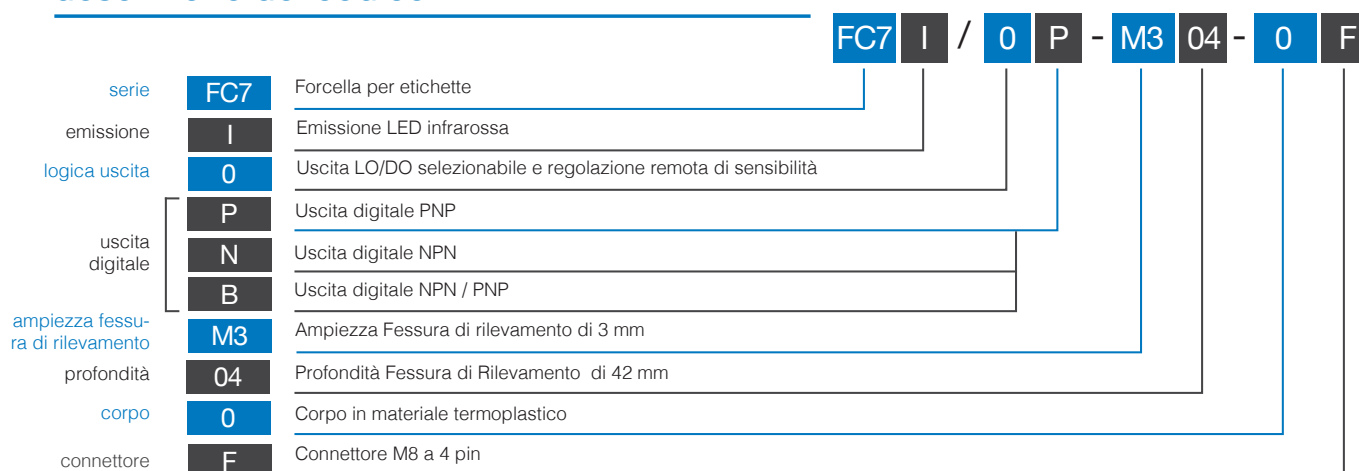 FC7 I / 0 P - M3 04 - 0 F
serie FC7 Forcella per etichette
emissione I Emissione LED infrarossa
logica uscita 0 Uscita LO/DO selezionabile e regolazione remota di sensibilità
uscita
digitale
P Uscita digitale PNP
N Uscita digitale NPN
B Uscita digitale NPN / PNP
ampiezza fessu-
ra di rilevamento
M3 Ampiezza Fessura di rilevamento di 3 mm
profondità 04 Profondità Fessura di Rilevamento di 42 mm
corpo 0 Corpo in materiale termoplastico
connettore F Connettore M8 a 4 pin